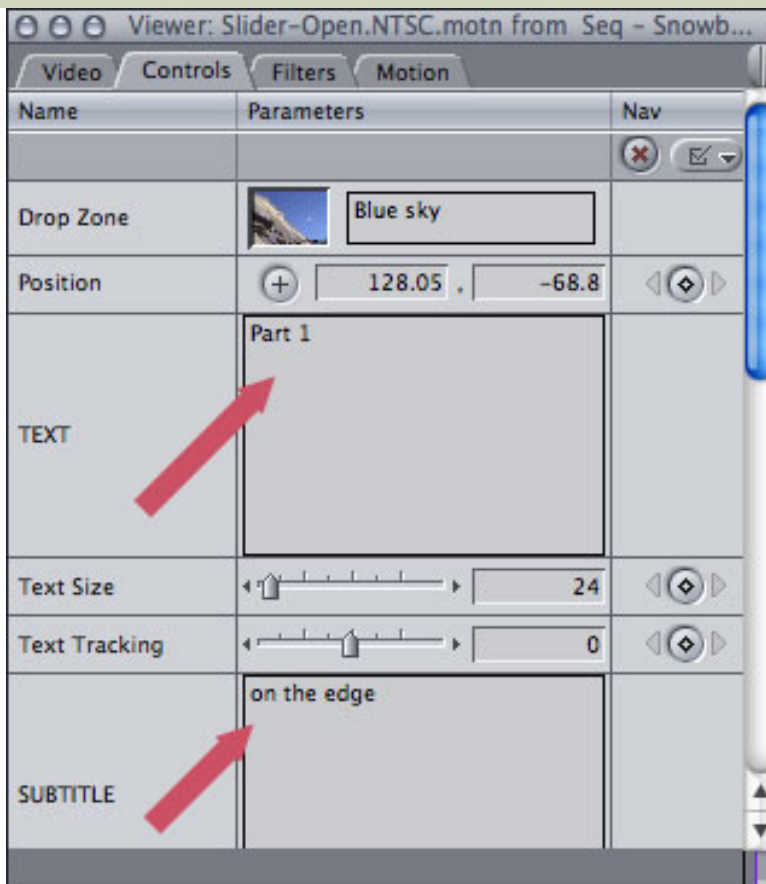 Viewer: Slider-Open.NTSC.motn from Seq - Snowb...
Video Controls Filters Motion
Name Parameters Nav
Drop Zone Blue sky
Position 128.05 , -68.8
Part 1
TEXT
Text Size 24
Text Tracking 0
on the edge
SUBTITLE